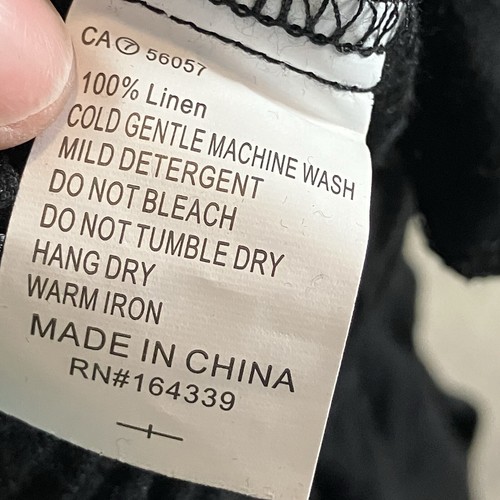 CA 7 56057
100% Linen
COLD GENTLE MACHINE WASH
MILD DETERGENT
DO NOT BLEACH
DO NOT TUMBLE DRY
HANG DRY
WARM IRON
MADE IN CHINA
RN#164339